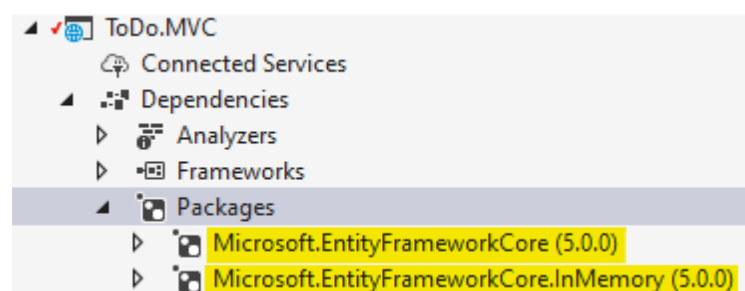 ToDo.MVC
Connected Services
Dependencies
Analyzers
Frameworks
Packages
Microsoft.EntityFrameworkCore (5.0.0)
Microsoft.EntityFrameworkCore.InMemory (5.0.0)